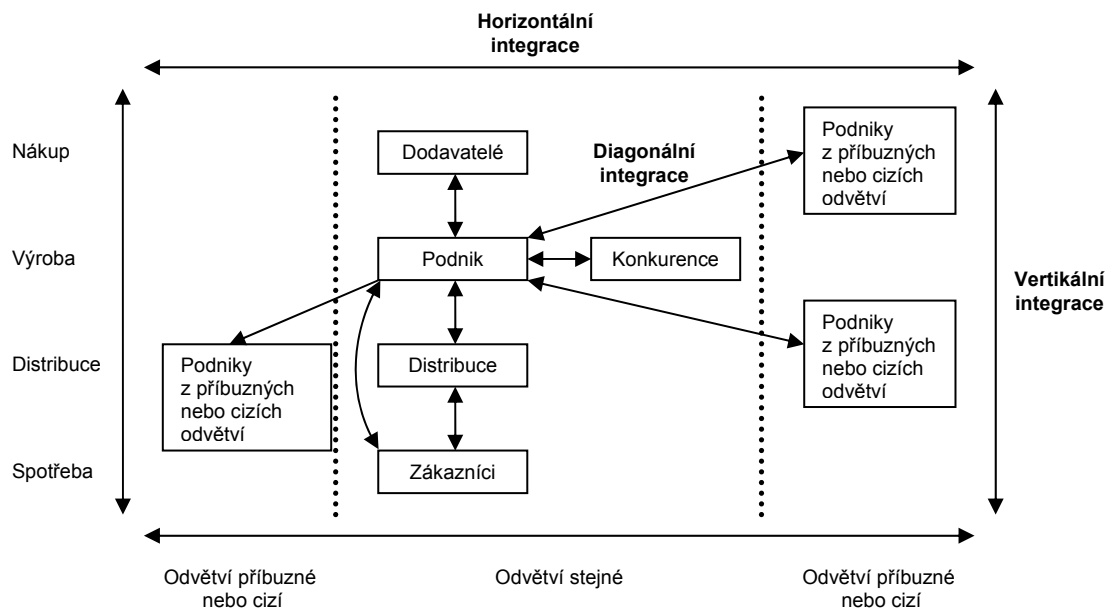 Horizontální
integrace
Nákup
Dodavatelé
Diagonální
integrace
Podniky
z příbuzných
nebo cizích
odvětví
Výroba
Podnik
Konkurence
Vertikální
integrace
Distribuce
Podniky
z příbuzných
nebo cizích
odvětví
Distribuce
Podniky
z příbuzných
nebo cizích
odvětví
Spotřeba
Zákazníci
Odvětví příbuzné
nebo cizí
Odvětví stejné
Odvětví příbuzné
nebo cizí